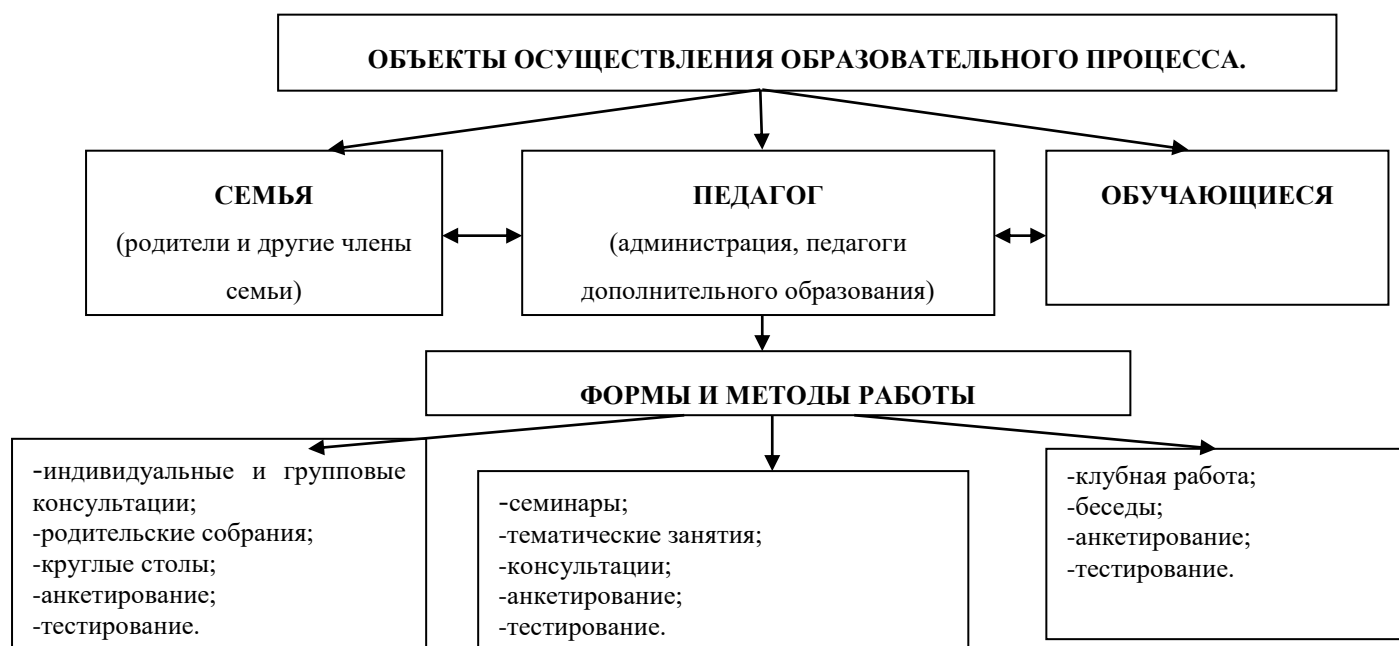 ОБЪЕКТЫ ОСУЩЕСТВЛЕНИЯ ОБРАЗОВАТЕЛЬНОГО ПРОЦЕССА.
СЕМЬЯ
(родители и другие члены
семьи)
ПЕДАГОГ
(администрация, педагоги
дополнительного образования)
ОБУЧАЮЩИЕСЯ
ФОРМЫ И МЕТОДЫ РАБОТЫ
-индивидуальные и групповые
консультации;
-родительские собрания;
-круглые столы;
-анкетирование;
-тестирование.
-семинары;
-тематические занятия;
-консультации;
-анкетирование;
-тестирование.
-клубная работа;
-беседы;
-анкетирование;
-тестирование.